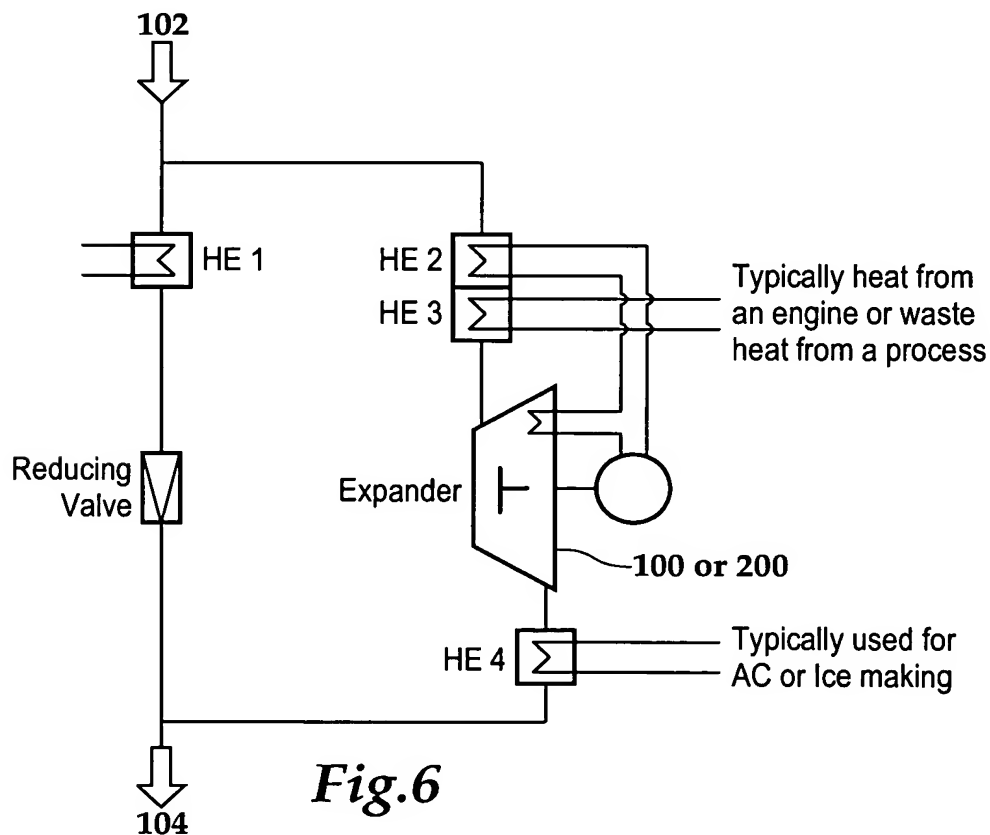 102
HE 1
HE 2
HE 3
Typically heat from
an engine or waste
heat from a process
Reducing
Valve
Expander
100 or 200
HE 4
Typically used for
AC or Ice making
Fig.6
104